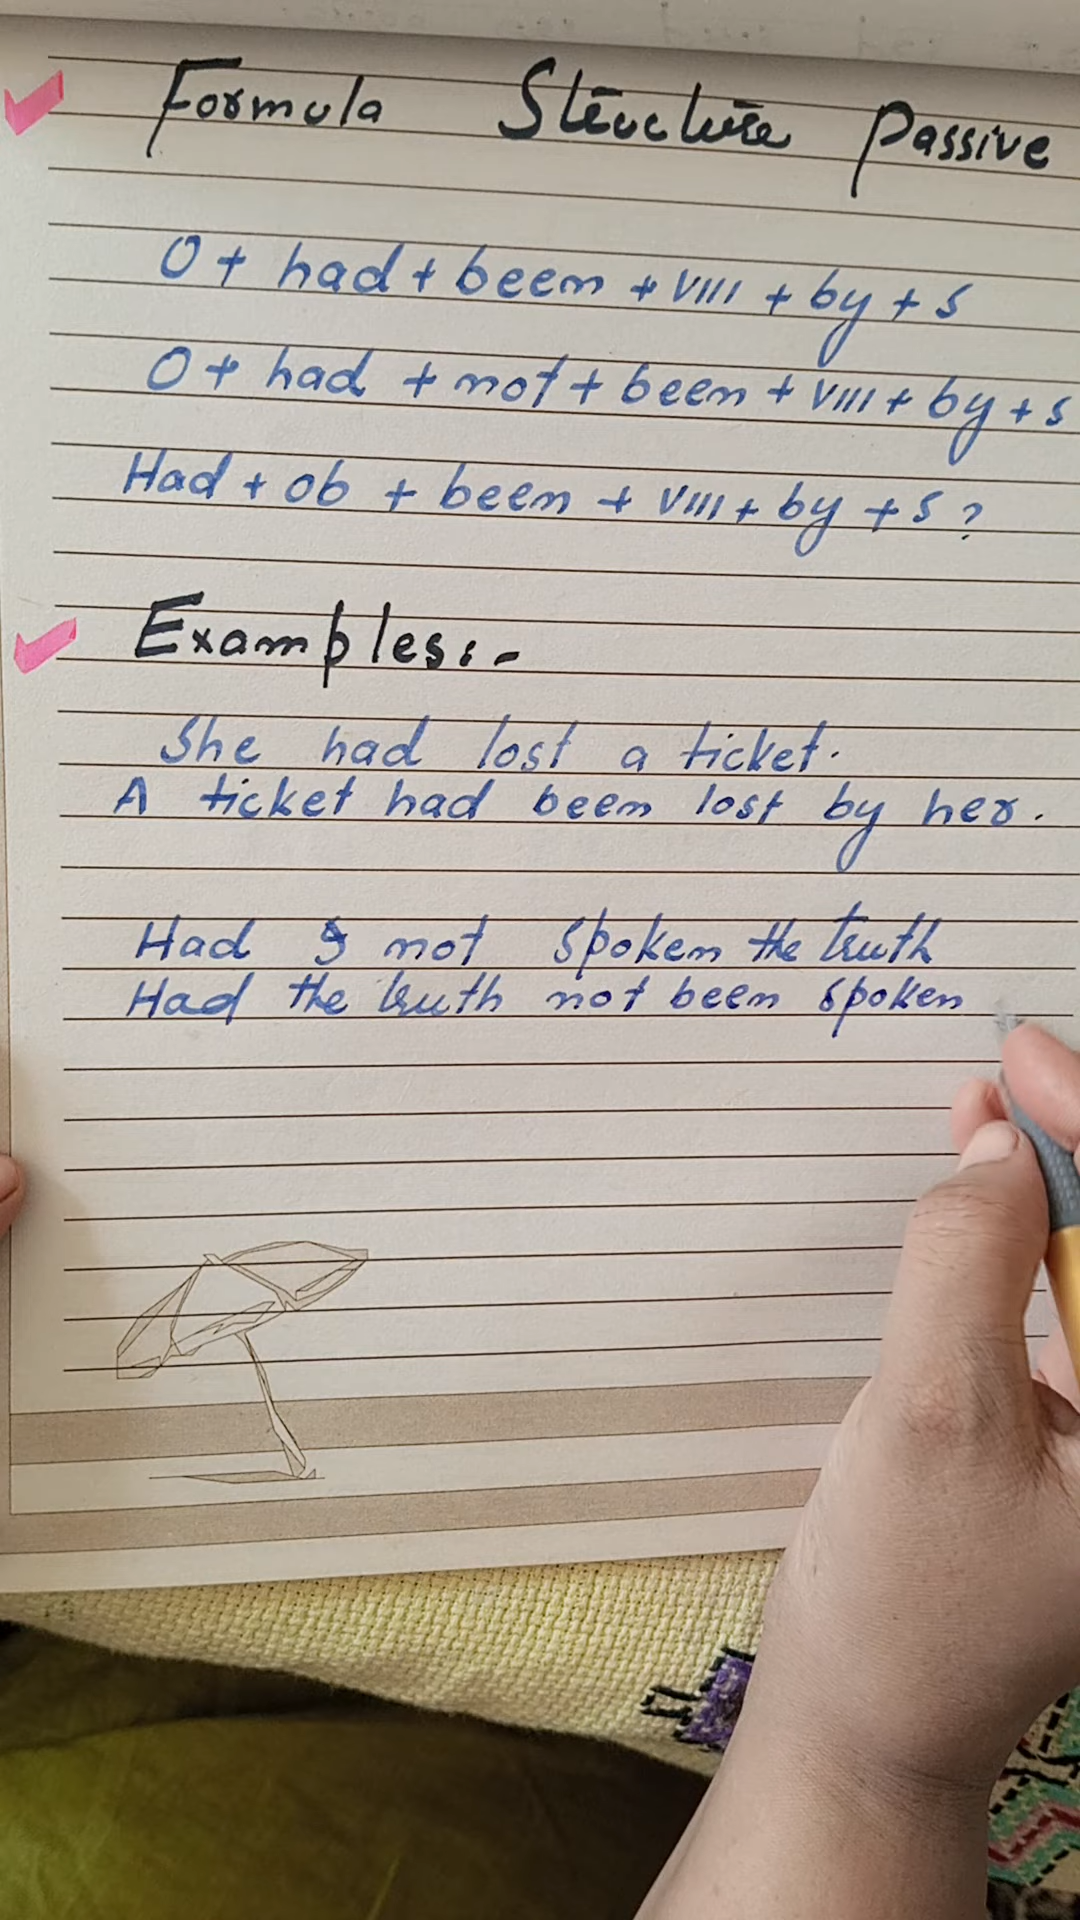 Formula Structure Passive
O + had + been + VIII + by + s
O + had + not + been + VIII + by + s
Had + ob + been + VIII + by + s ?
Examples:-
She had lost a ticket.
A ticket had been lost by her.
Had I not spoken the truth
Had the truth not been spoken